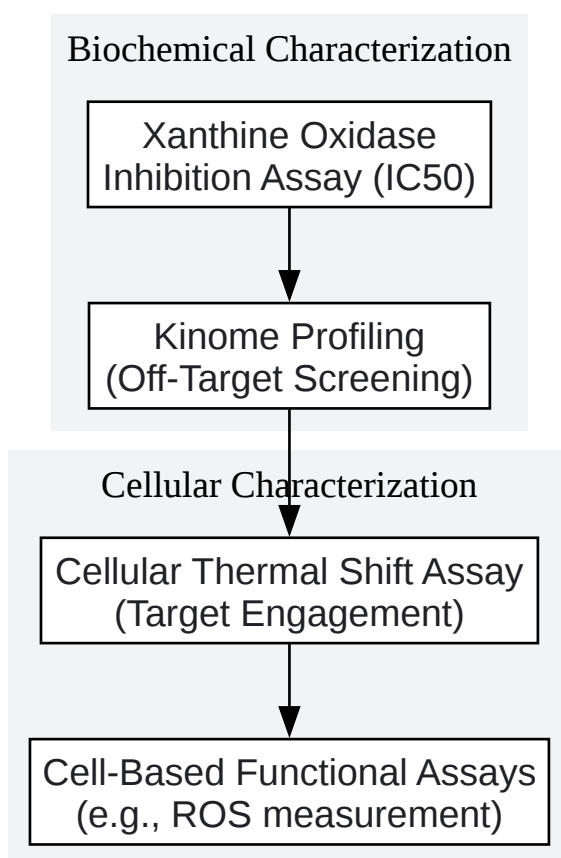 Biochemical Characterization
Xanthine Oxidase
Inhibition Assay (IC50)
Kinome Profiling
(Off-Target Screening)
Cellular Characterization
Cellular Thermal Shift Assay
(Target Engagement)
Cell-Based Functional Assays
(e.g., ROS measurement)